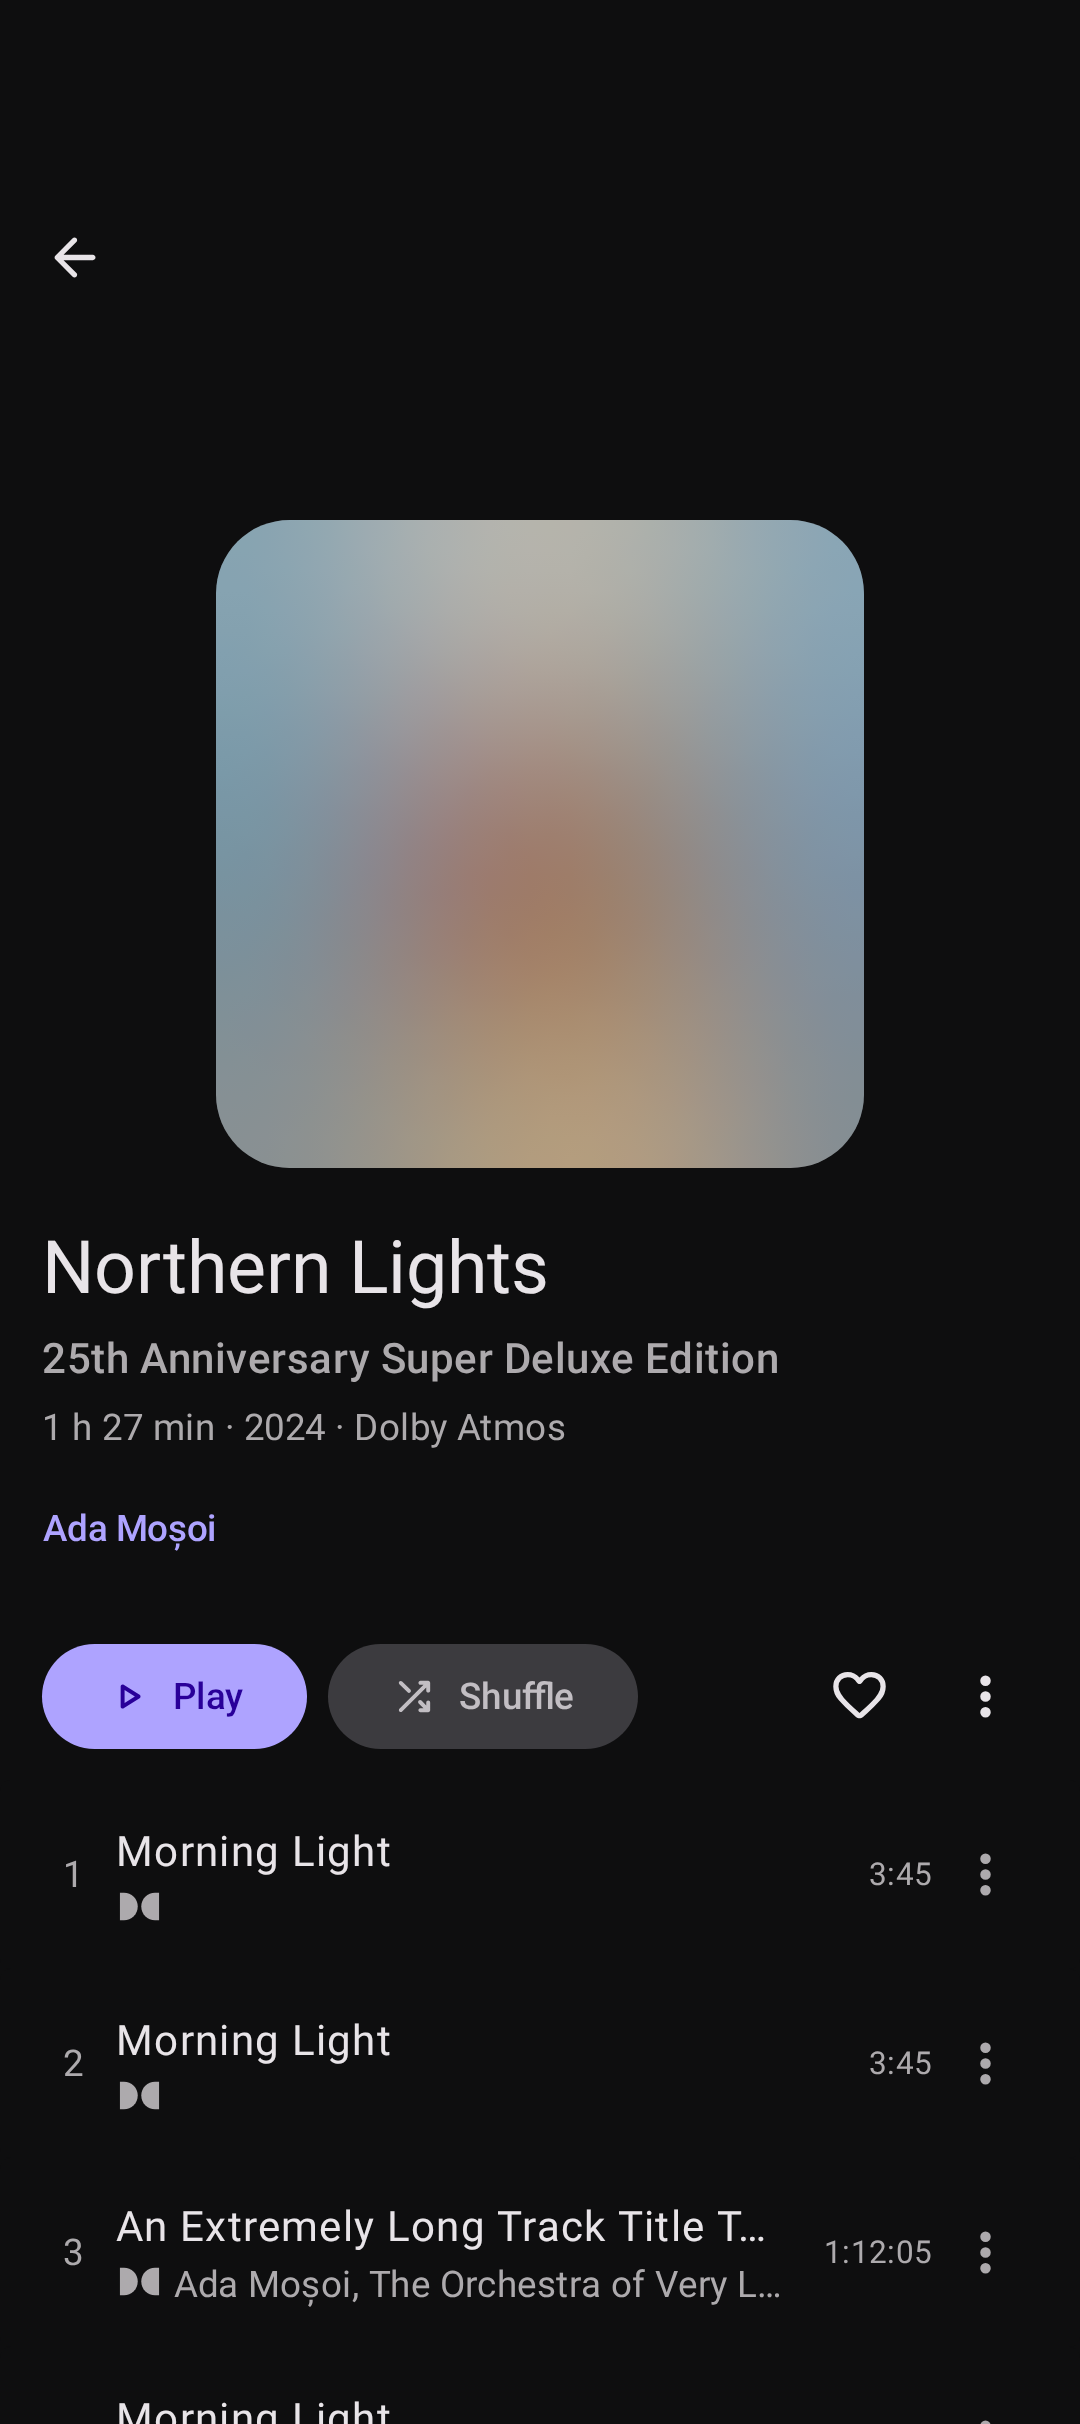 Northern Lights
25th Anniversary Super Deluxe Edition
1 h 27 min · 2024 · Dolby Atmos
Ada Moșoi
Play
Shuffle
1
Morning Light
3:45
2
Morning Light
3:45
3
An Extremely Long Track Title T…
1:12:05
Ada Moșoi, The Orchestra of Very L…
Morning Light